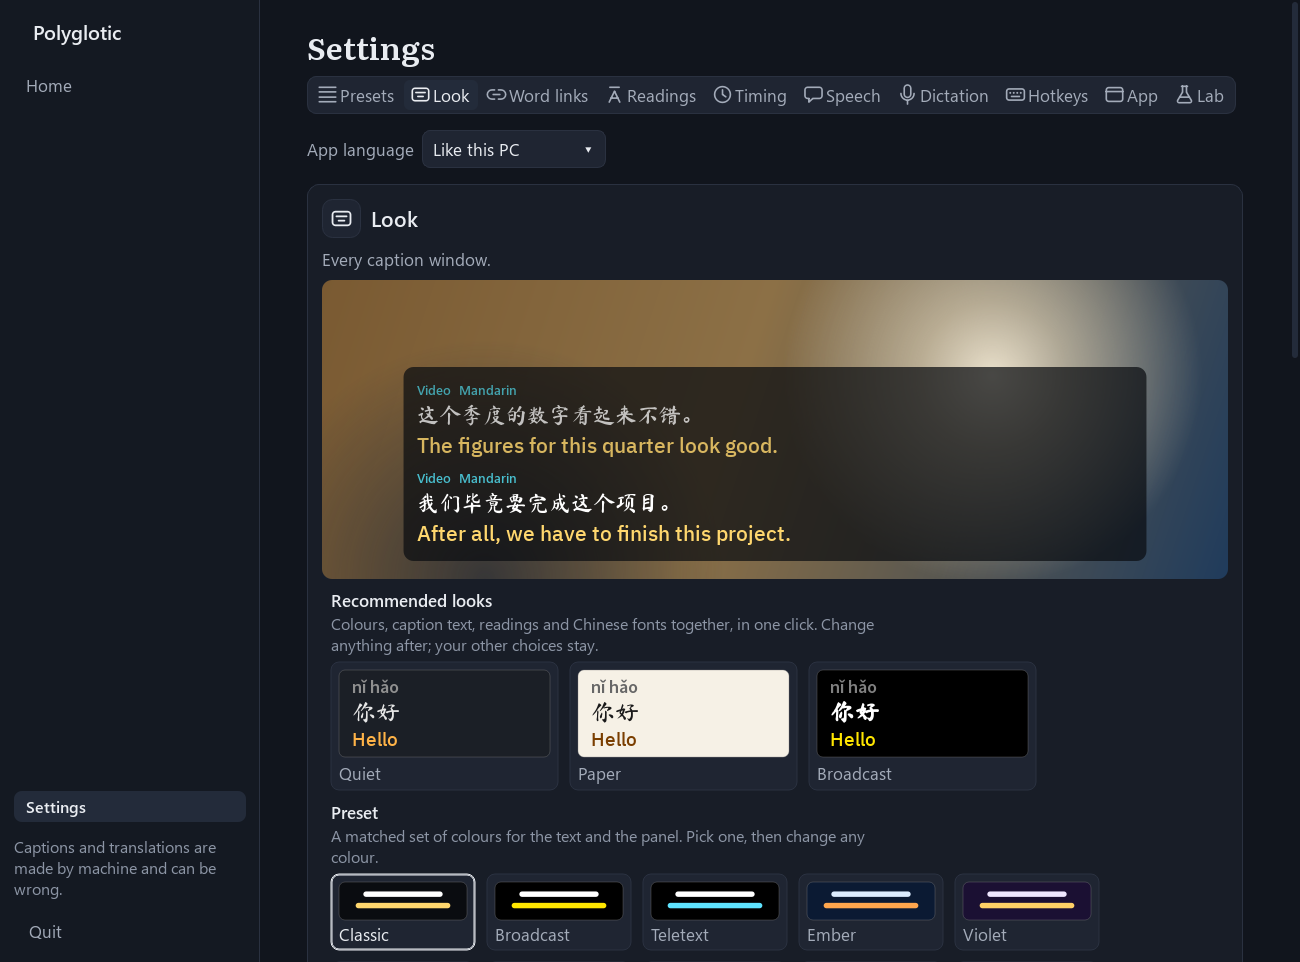 Polyglotic
Home
Settings
Captions and translations are
made by machine and can be
wrong.
Quit
Settings
Presets Look Word links Readings Timing Speech Dictation Hotkeys App Lab
App language Like this PC
Look
Every caption window.
Video Mandarin
这个季度的数字看起来不错。
The figures for this quarter look good.
Video Mandarin
我们毕竟要完成这个项目。
After all, we have to finish this project.
Recommended looks
Colours, caption text, readings and Chinese fonts together, in one click. Change
anything after; your other choices stay.
nǐ hǎo
你好
Hello
Quiet
nǐ hǎo
你好
Hello
Paper
nǐ hǎo
你好
Hello
Broadcast
Preset
A matched set of colours for the text and the panel. Pick one, then change any
colour.
Classic Broadcast Teletext Ember Violet